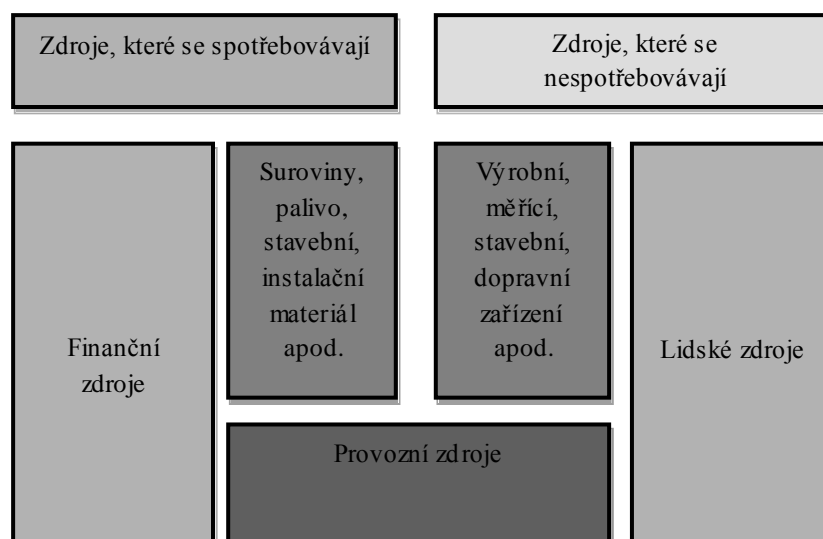 Zdroje, které se spotřebovávají
Zdroje, které se
nespotřebovávají
Finanční
zdroje
Suroviny,
palivo,
stavební,
instalační
materiál
apod.
Výrobní,
měřící,
stavební,
dopravní
zařízení
apod.
Lidské zdroje
Provozní zdroje